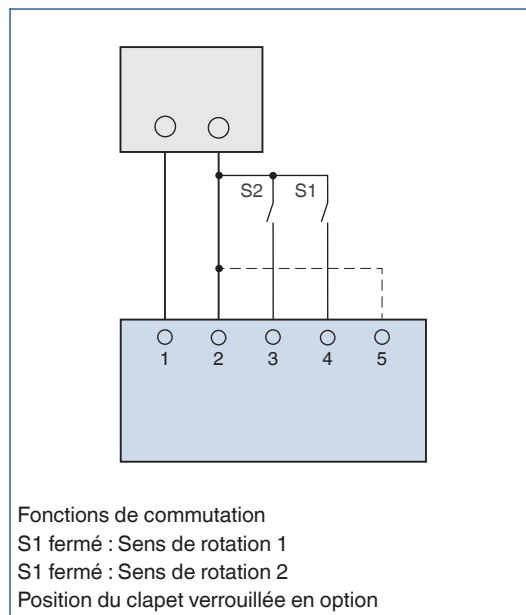 S2 S1
1 2 3 4 5
Fonctions de commutation
S1 fermé : Sens de rotation 1
S1 fermé : Sens de rotation 2
Position du clapet verrouillée en option